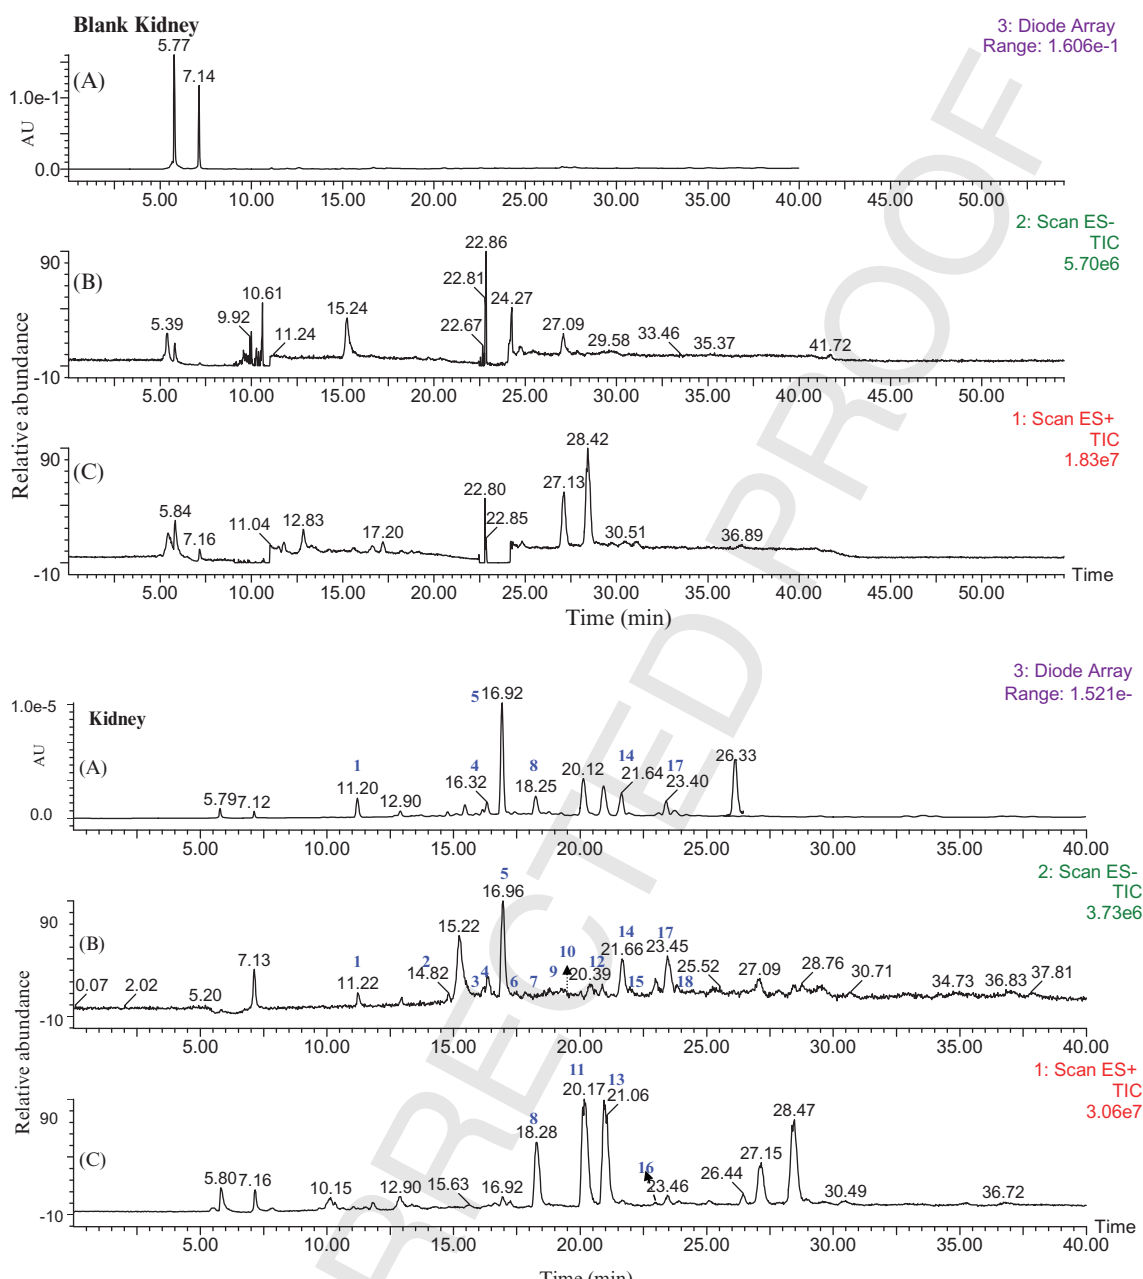 Blank Kidney
3: Diode Array
Range: 1.606e-1
(A)
5.77
7.14
1.0e-1
AU
0.0
5.00 10.00 15.00 20.00 25.00 30.00 35.00 40.00 45.00 50.00
2: Scan ES-
TIC
5.70e6
(B)
90
-10
5.39 9.92 10.61 11.24 15.24 22.67 22.81 22.86 24.27 27.09 29.58 33.46 35.37 41.72
5.00 10.00 15.00 20.00 25.00 30.00 35.00 40.00 45.00 50.00
Relative abundance
1: Scan ES+
TIC
1.83e7
(C)
90
-10
5.84 7.16 11.04 12.83 17.20 22.80 22.85 27.13 28.42 30.51 36.89
Time
5.00 10.00 15.00 20.00 25.00 30.00 35.00 40.00 45.00 50.00
Time (min)
3: Diode Array
Range: 1.521e-
Kidney
(A)
1.0e-5
AU
0.0
1 4 5 8 14 17
5.79 7.12 11.20 12.90 16.32 16.92 18.25 20.12 21.64 23.40 26.33
5.00 10.00 15.00 20.00 25.00 30.00 35.00 40.00
2: Scan ES-
TIC
3.73e6
(B)
90
-10
1 2 3 4 5 6 7 9 10 12 14 15 17 18
0.07 2.02 5.20 7.13 11.22 14.82 15.22 16.96 20.39 21.66 23.45 25.52 27.09 28.76 30.71 34.73 36.83 37.81
5.00 10.00 15.00 20.00 25.00 30.00 35.00 40.00
Relative abundance
1: Scan ES+
TIC
3.06e7
(C)
90
-10
8 11 13 16
5.80 7.16 10.15 12.90 15.63 16.92 18.28 20.17 21.06 23.46 26.44 27.15 28.47 30.49 36.72
Time
5.00 10.00 15.00 20.00 25.00 30.00 35.00 40.00
Time (min)
RECTED PROOF